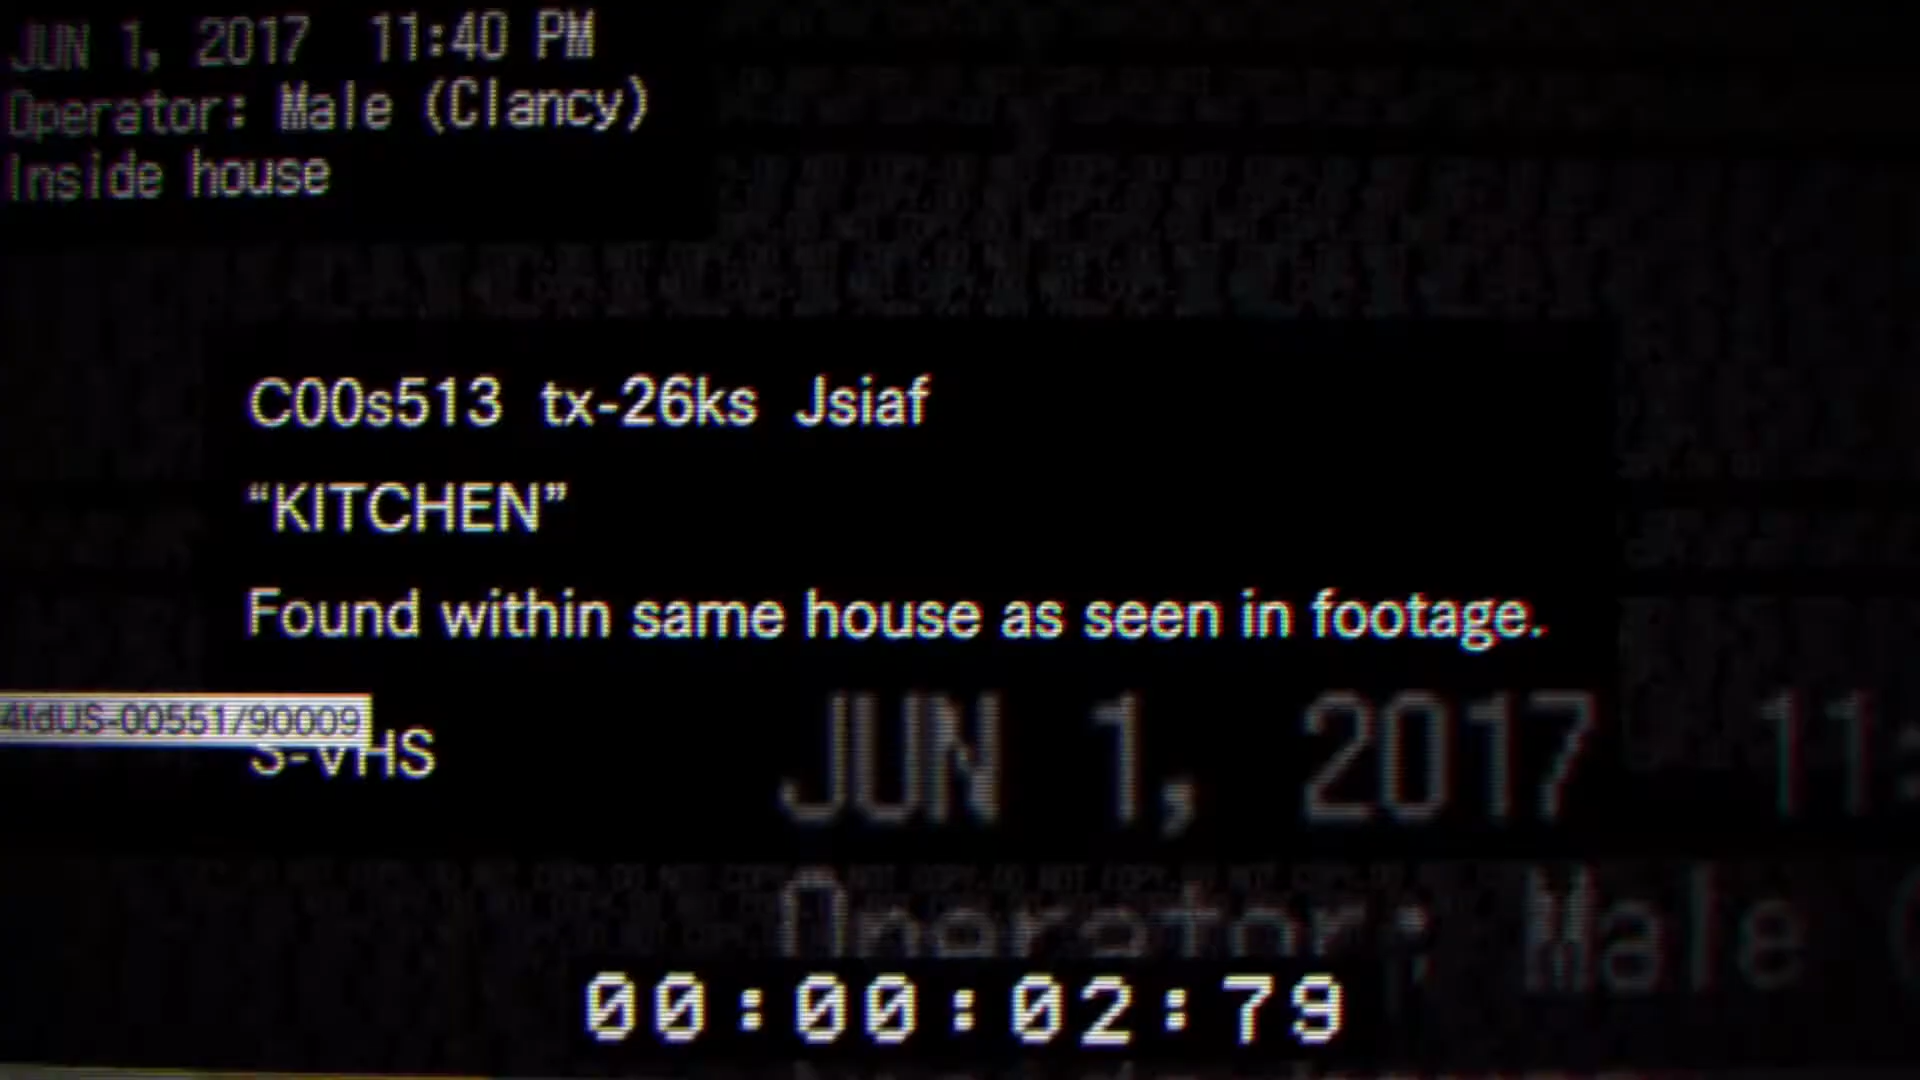 JUN 1, 2017 11:40 PM
Operator: Male (Clancy)
Inside house
C00s513 tx-26ks Jsiaf
“KITCHEN”
Found within same house as seen in footage.
4fdUS-00551/90009
S-VHS
JUN 1, 2017 11:
Operator: Male (
00:00:02:79